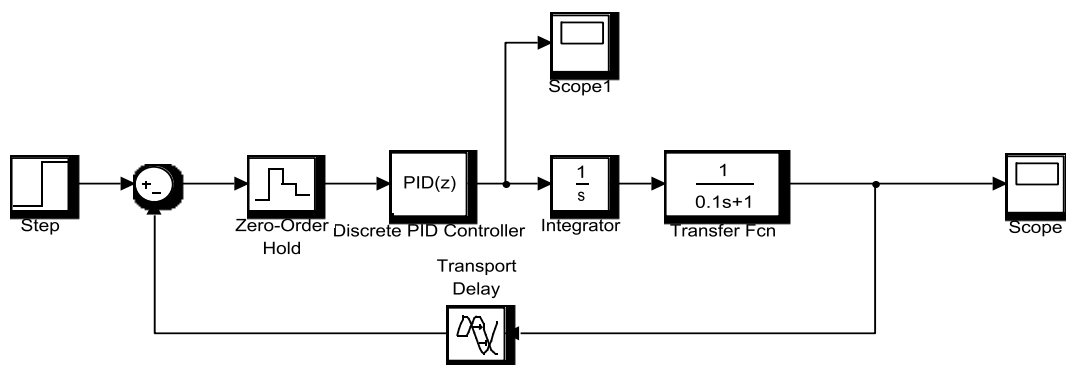 Scope1
+
−
PID(z)
1
s
1
0.1s+1
Step
Zero-Order
Hold
Discrete PID Controller
Integrator
Transfer Fcn
Scope
Transport
Delay